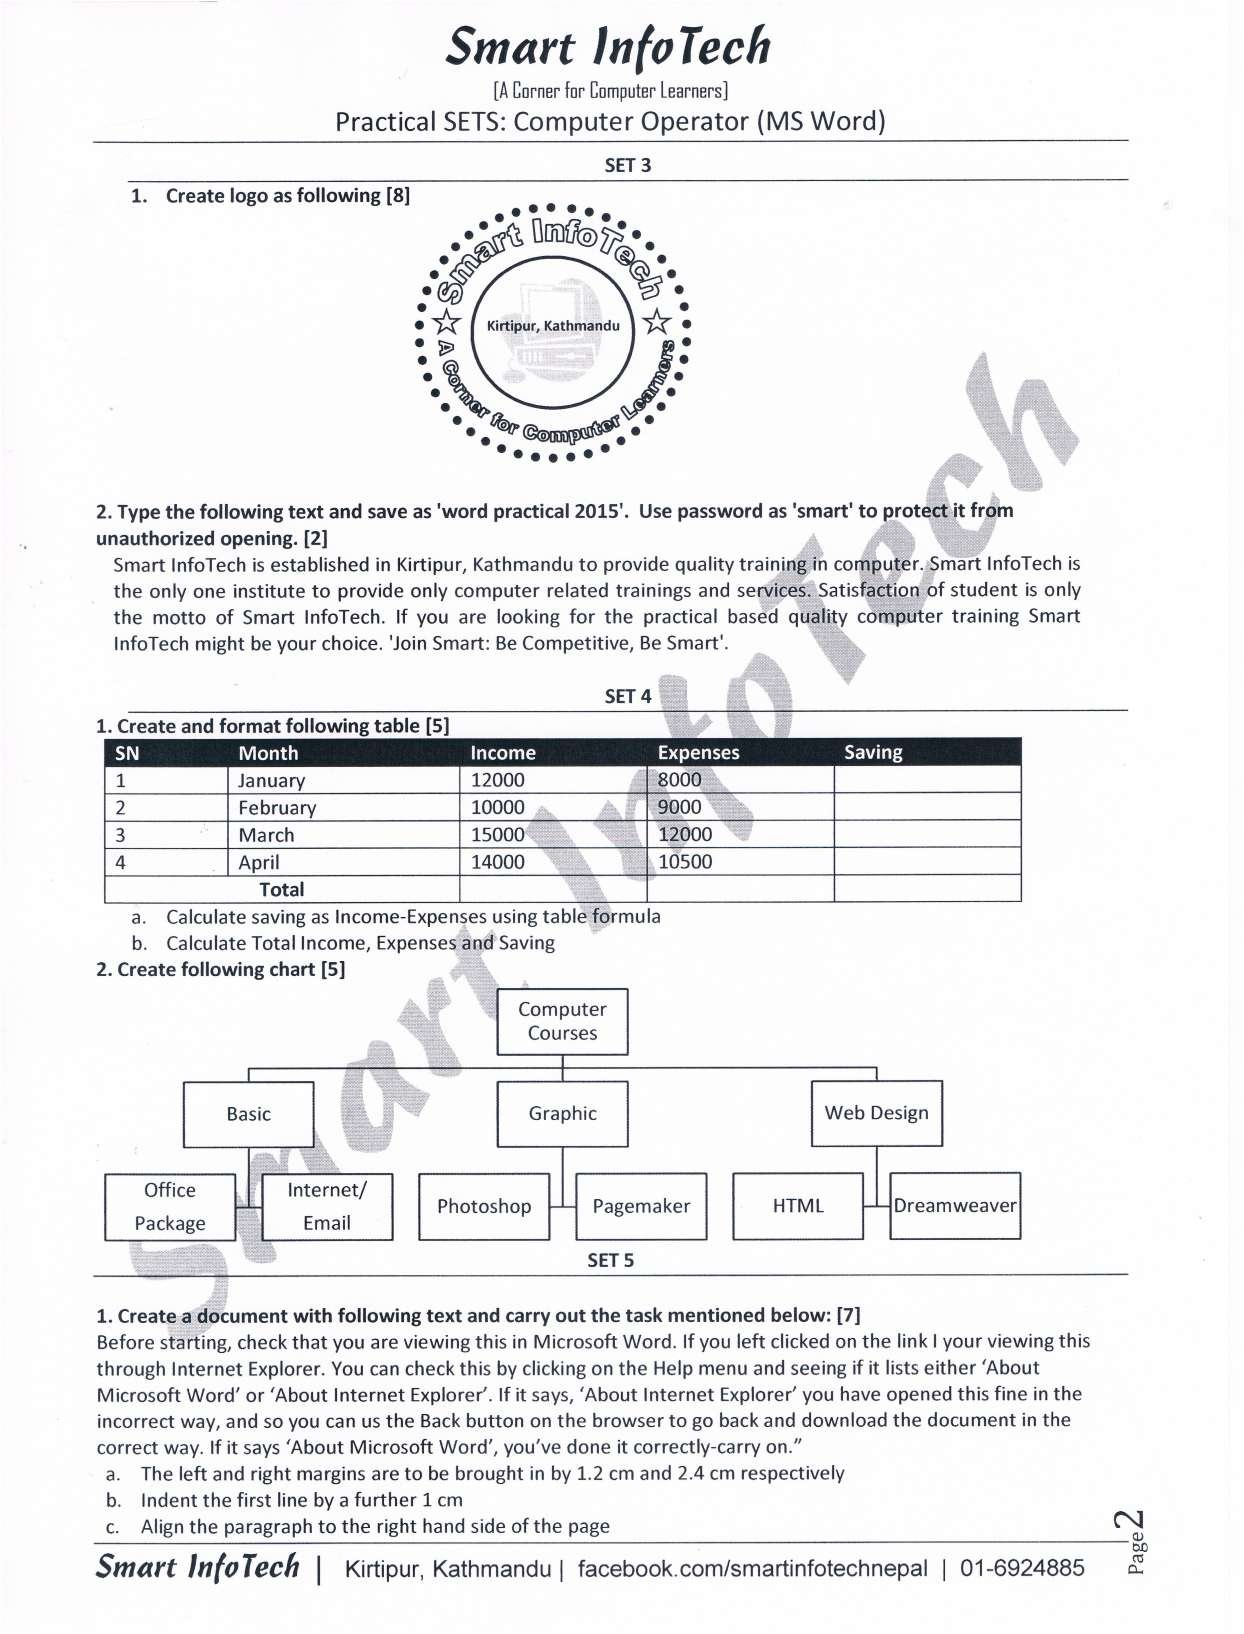 Smart InfoTech
[A Corner for Computer Learners]
Practical SETS: Computer Operator (MS Word)
SET 3
1. Create logo as following [8]
Smart InfoTech
Kirtipur, Kathmandu
A Corner for Computer Learners
2. Type the following text and save as 'word practical 2015'. Use password as 'smart' to protect it from
unauthorized opening. [2]
Smart InfoTech is established in Kirtipur, Kathmandu to provide quality training in computer. Smart InfoTech is
the only one institute to provide only computer related trainings and services. Satisfaction of student is only
the motto of Smart InfoTech. If you are looking for the practical based quality computer training Smart
InfoTech might be your choice. 'Join Smart: Be Competitive, Be Smart'.
SET 4
1. Create and format following table [5]
SN Month Income Expenses Saving
1 January 12000 8000
2 February 10000 9000
3 March 15000 12000
4 April 14000 10500
Total
a. Calculate saving as Income-Expenses using table formula
b. Calculate Total Income, Expenses and Saving
2. Create following chart [5]
Computer
Courses
Basic Graphic Web Design
Office
Package
Internet/
Email
Photoshop
Pagemaker
HTML
Dreamweaver
SET 5
1. Create a document with following text and carry out the task mentioned below: [7]
Before starting, check that you are viewing this in Microsoft Word. If you left clicked on the link I your viewing this
through Internet Explorer. You can check this by clicking on the Help menu and seeing if it lists either ‘About
Microsoft Word’ or ‘About Internet Explorer’. If it says, ‘About Internet Explorer’ you have opened this fine in the
incorrect way, and so you can us the Back button on the browser to go back and download the document in the
correct way. If it says ‘About Microsoft Word’, you’ve done it correctly-carry on.”
a. The left and right margins are to be brought in by 1.2 cm and 2.4 cm respectively
b. Indent the first line by a further 1 cm
c. Align the paragraph to the right hand side of the page
Smart InfoTech | Kirtipur, Kathmandu | facebook.com/smartinfotechnepal | 01-6924885
Page 2
Smart InfoTech